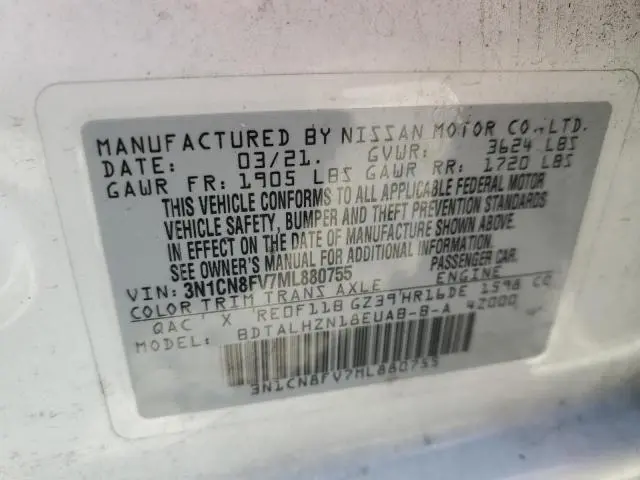 MANUFACTURED BY NISSAN MOTOR CO.,LTD.
DATE: 03/21. GVWR: 3624 LBS
GAWR FR: 1905 LBS GAWR RR: 1720 LBS
THIS VEHICLE CONFORMS TO ALL APPLICABLE FEDERAL MOTOR
VEHICLE SAFETY, BUMPER AND THEFT PREVENTION STANDARDS
IN EFFECT ON THE DATE OF MANUFACTURE SHOWN ABOVE.
SEE OWNER'S MANUAL FOR ADDITIONAL INFORMATION.
VIN: 3N1CN8FV7ML880755 PASSENGER CAR.
COLOR TRIM TRANS AXLE ENGINE
QAC X RE0F11B GZ39 HR16DE 1598 CC
BDTALHZN18EUAB-B-A 42000
3N1CN8FV7ML880755